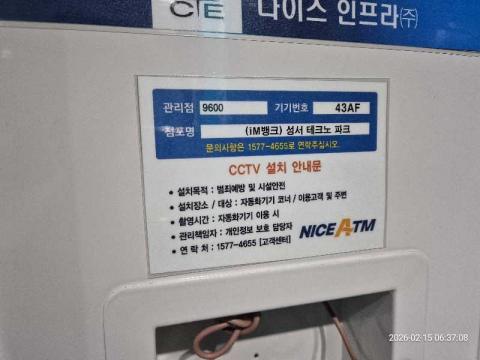 CTE 나이스 인프라㈜
관리점 9600 기기번호 43AF
점포명 (iM뱅크) 성서 테크노 파크
문의사항은 1577-4655로 연락주십시오.
CCTV 설치 안내문
• 설치목적 : 범죄예방 및 시설안전
• 설치장소 / 대상 : 자동화기기 코너 / 이용고객 및 주변
• 촬영시간 : 자동화기기 이용 시
• 관리책임자 : 개인정보 보호 담당자
• 연 락 처 : 1577-4655 [고객센터]
NICE ATM
2026-02-15 06:37:08